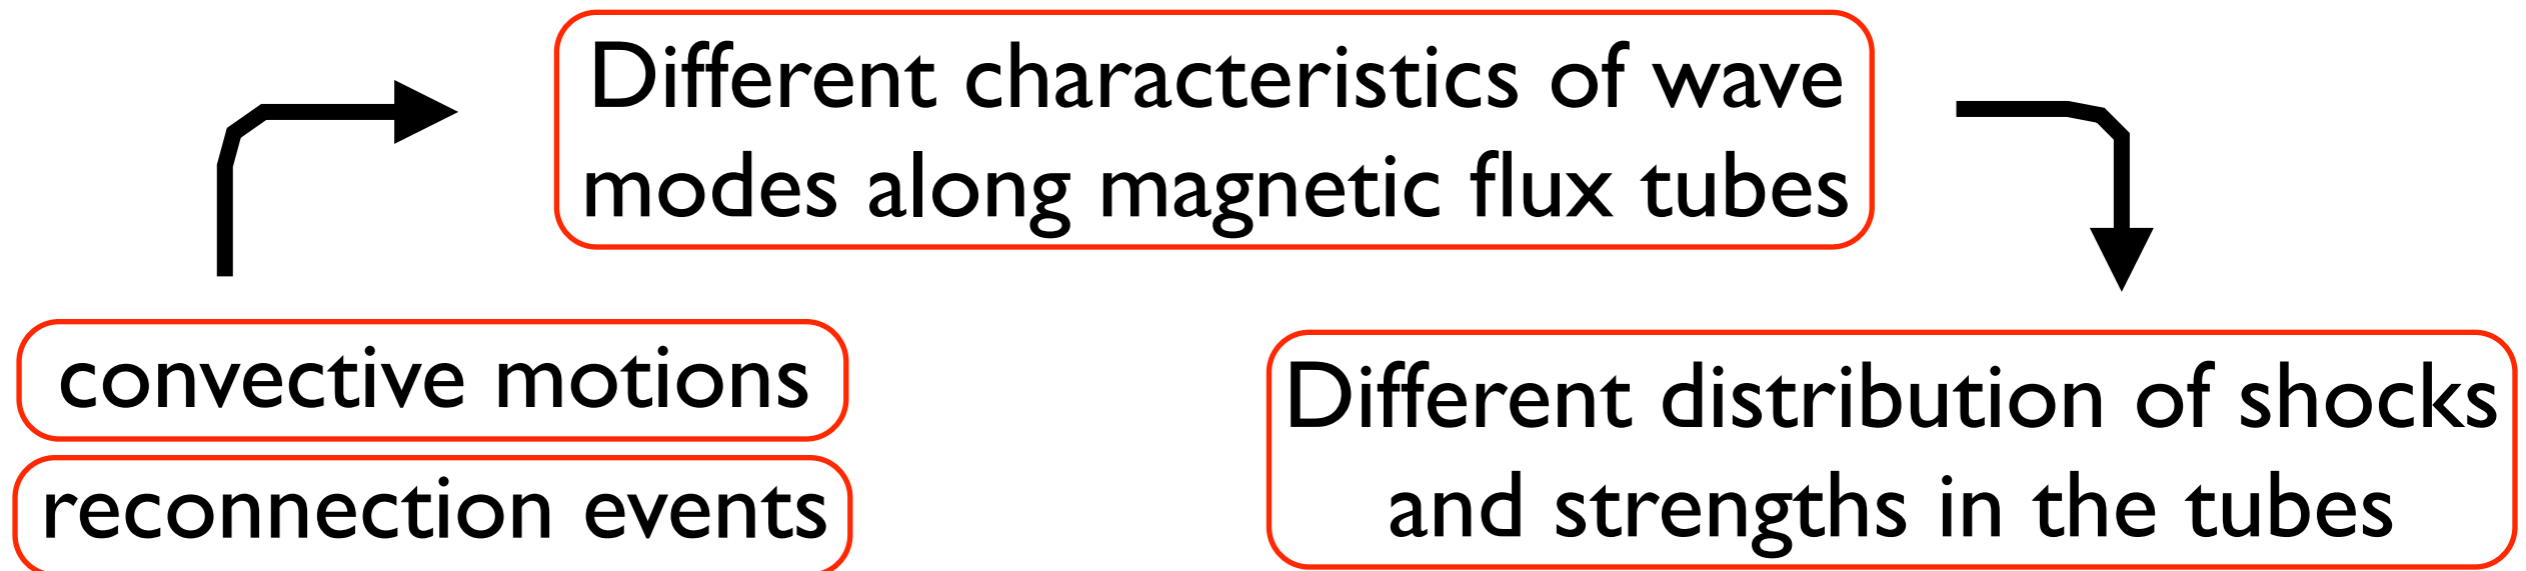 Different characteristics of wave
modes along magnetic flux tubes
convective motions
reconnection events
Different distribution of shocks
and strengths in the tubes